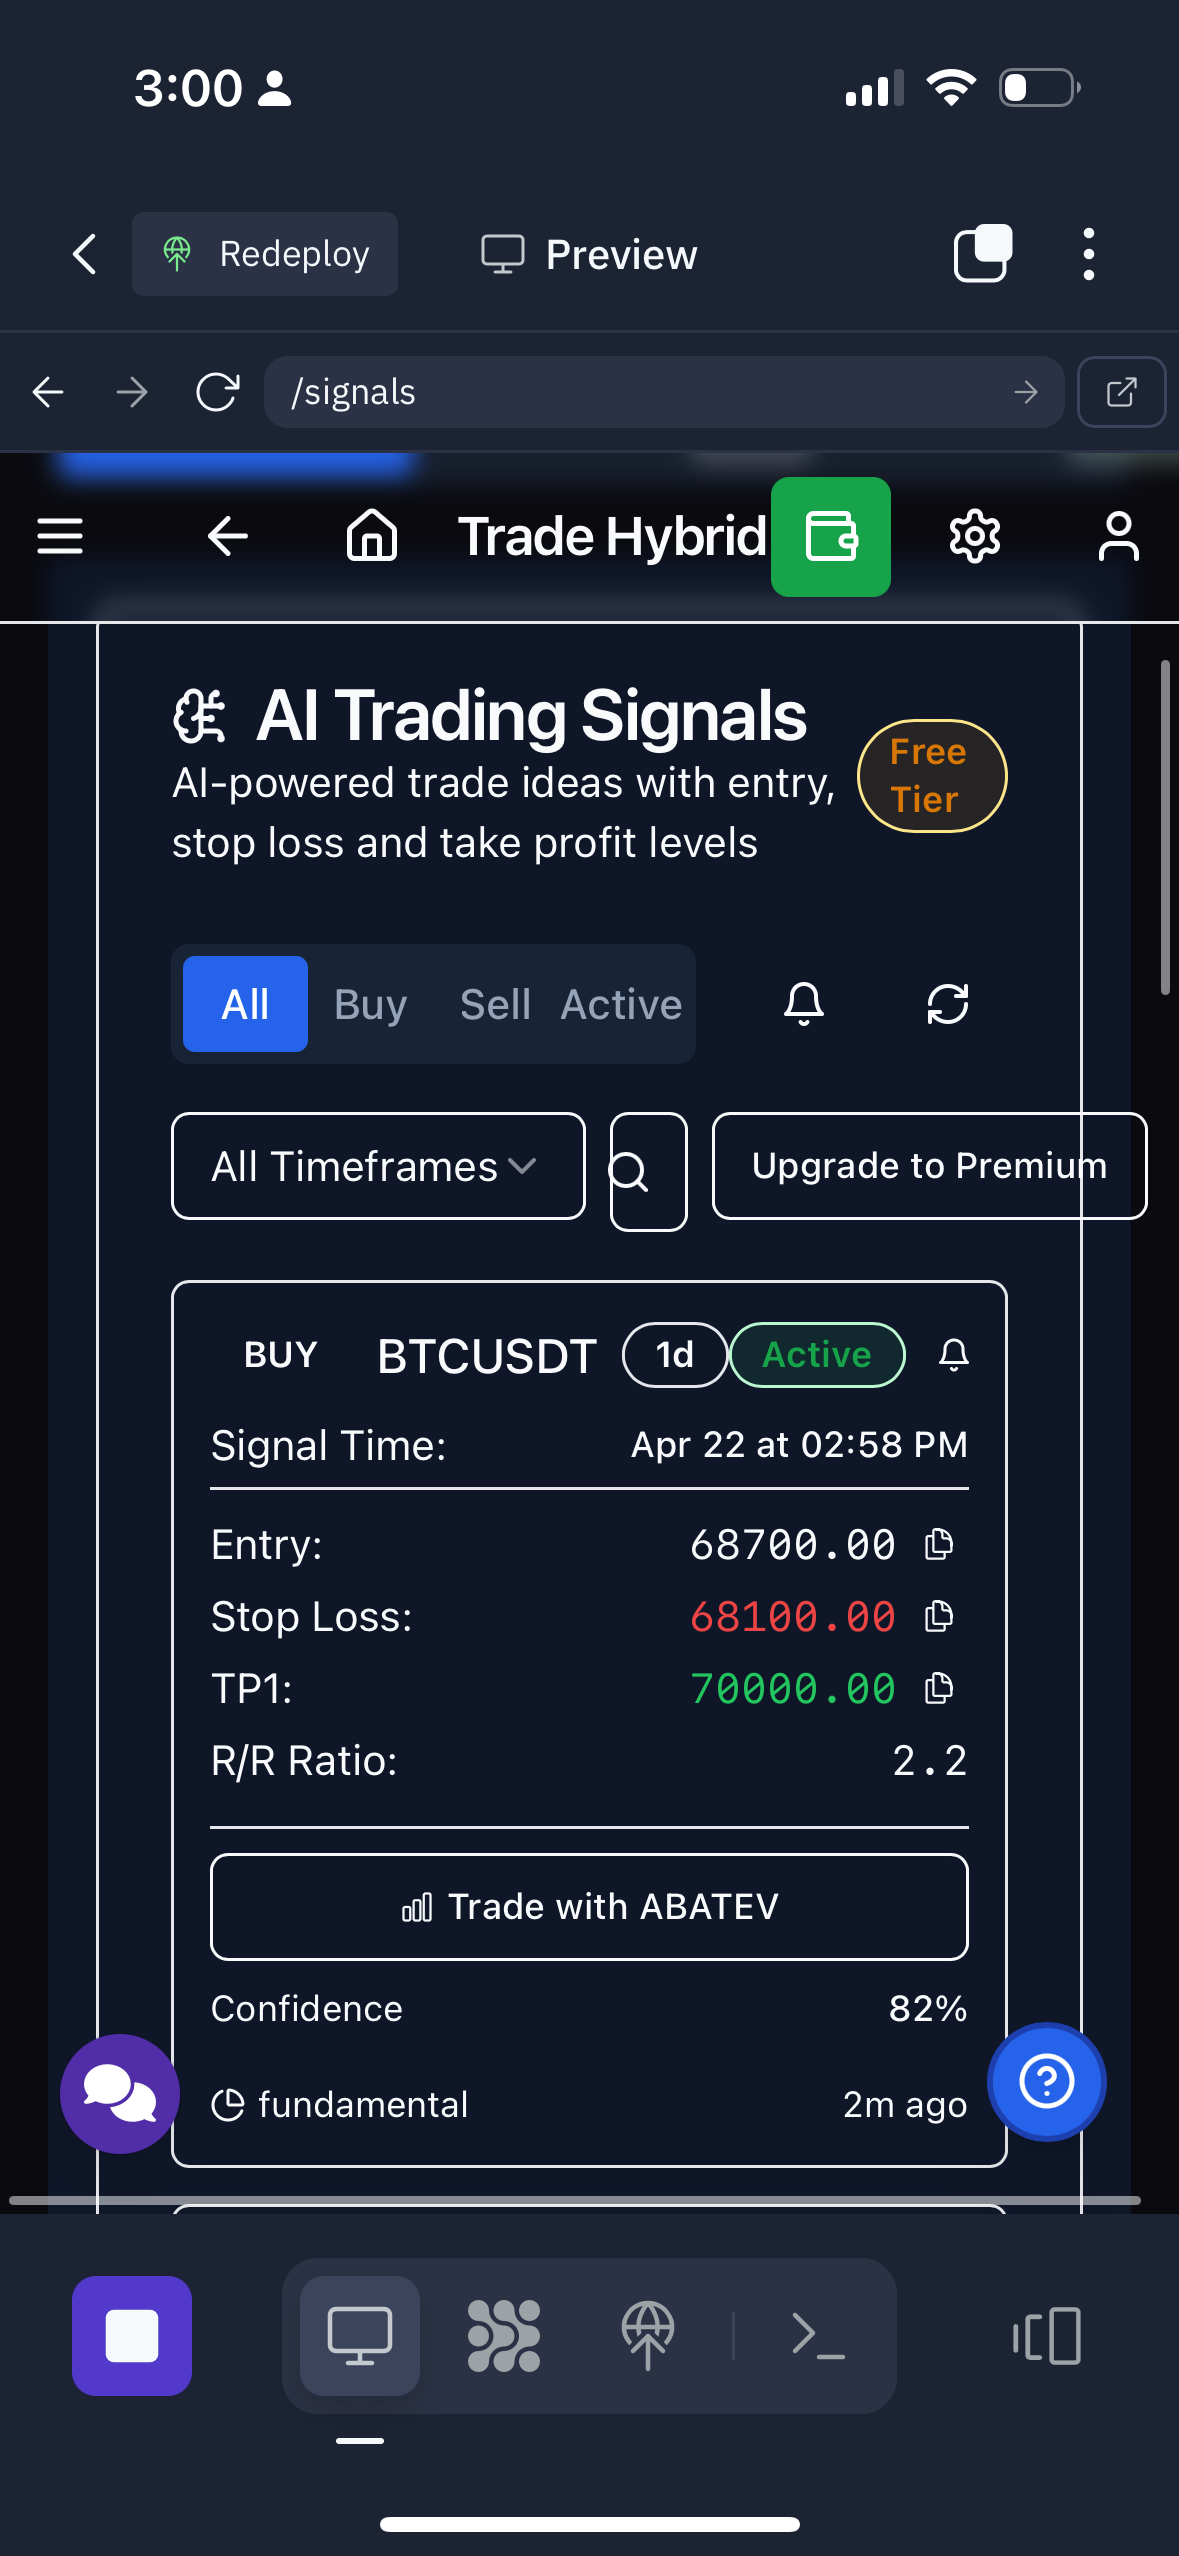 3:00
Redeploy
Preview
/signals
Trade Hybrid
AI Trading Signals
AI-powered trade ideas with entry,
stop loss and take profit levels
Free
Tier
All
Buy
Sell
Active
All Timeframes
Upgrade to Premium
BUY
BTCUSDT
1d
Active
Signal Time:
Apr 22 at 02:58 PM
Entry:
68700.00
Stop Loss:
68100.00
TP1:
70000.00
R/R Ratio:
2.2
Trade with ABATEV
Confidence
82%
fundamental
2m ago